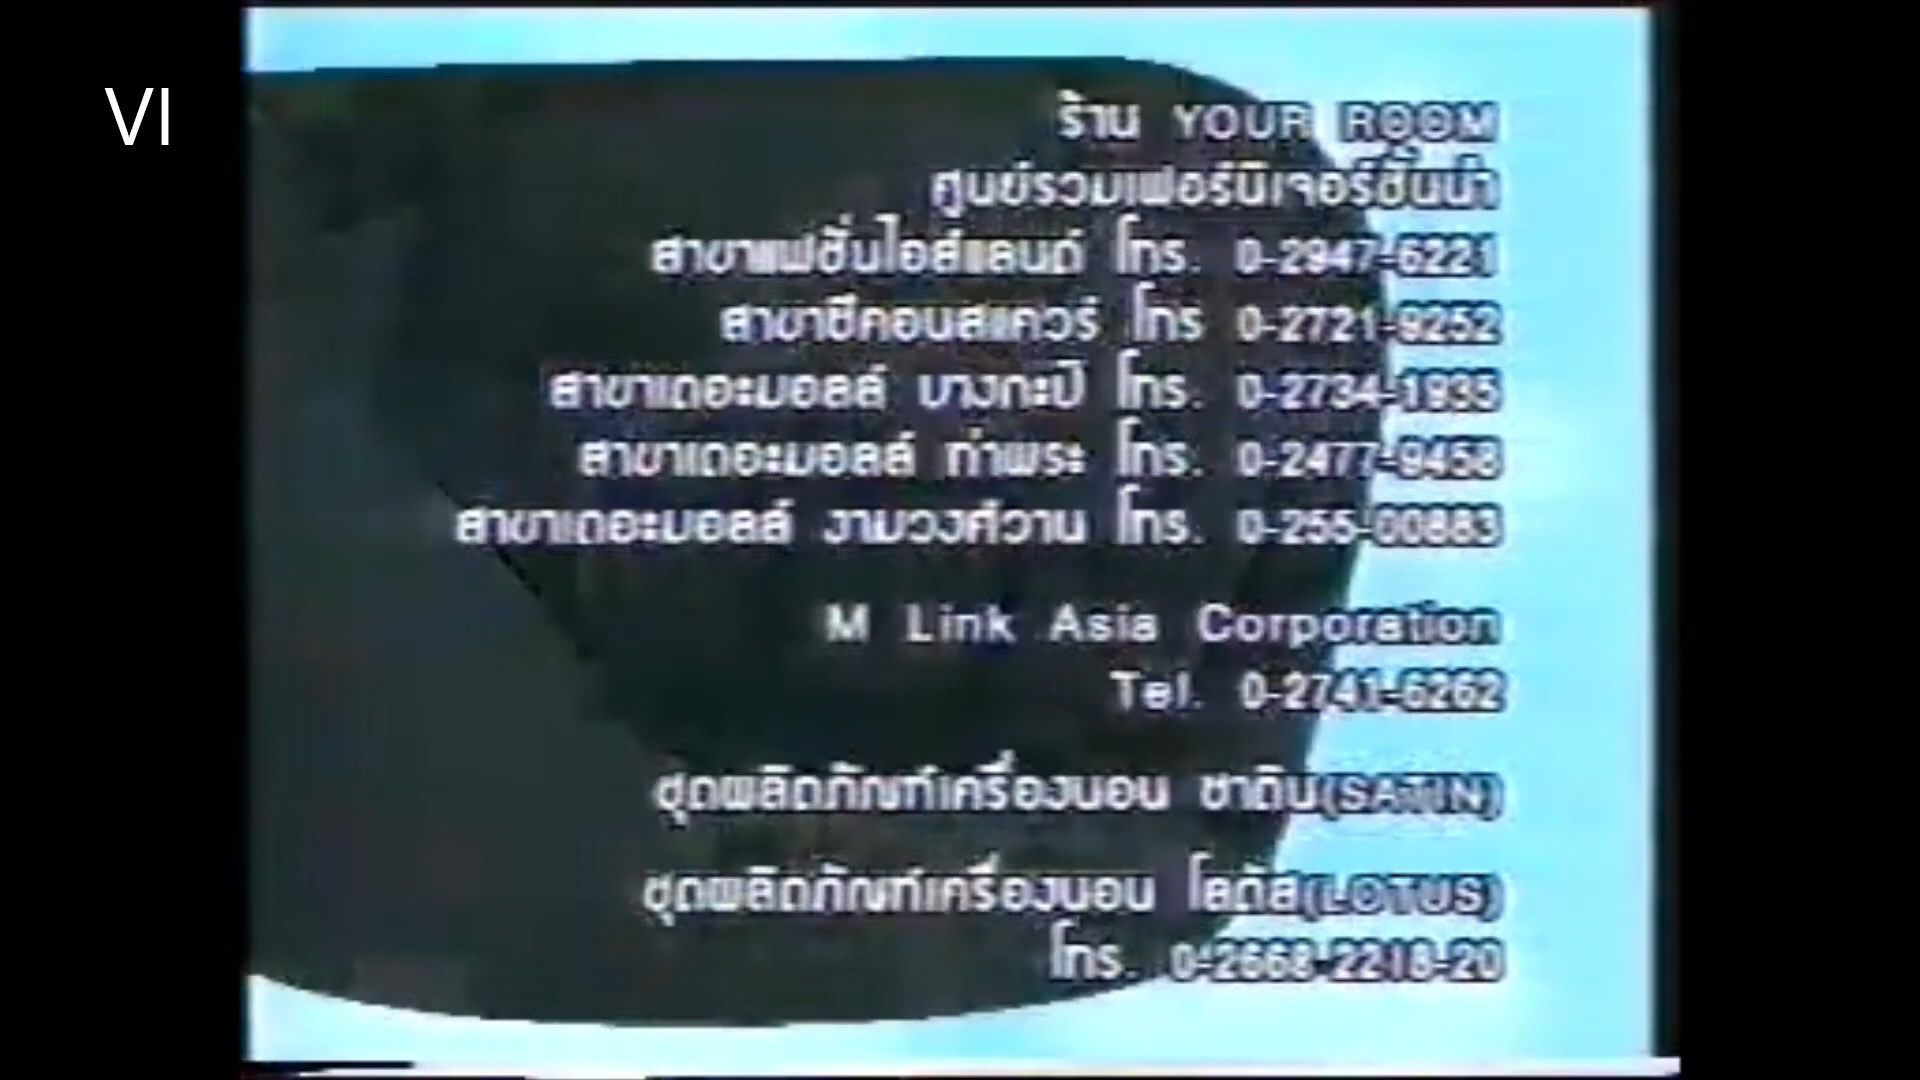 VI
ร้าน YOUR ROOM
ศูนย์รวมเฟอร์นิเจอร์ชั้นนำ
สาขาแฟชั่นไอส์แลนด์ โทร. 0-2947-6221
สาขาซีคอนสแควร์ โทร 0-2721-9252
สาขาเดอะมอลล์ บางกะปิ โทร. 0-2734-1935
สาขาเดอะมอลล์ ท่าพระ โทร. 0-2477-9458
สาขาเดอะมอลล์ งามวงศ์วาน โทร. 0-255-00883
M Link Asia Corporation
Tel. 0-2741-6262
ชุดผลิตภัณฑ์เครื่องนอน ซาติน(SATIN)
ชุดผลิตภัณฑ์เครื่องนอน โลตัส(LOTUS)
โทร. 0-2668-2218-20